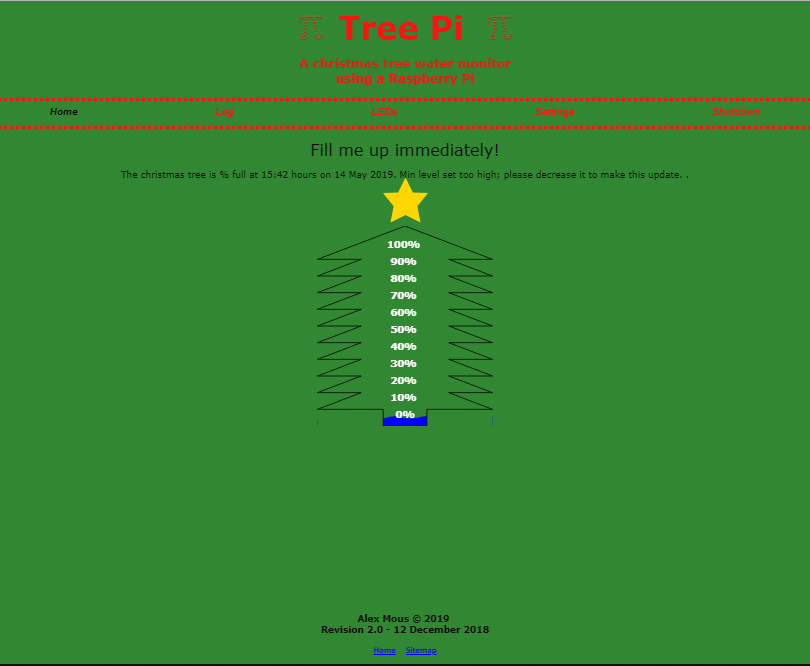 π Tree Pi π
A christmas tree water monitor
using a Raspberry Pi
Home Log LEDs Settings Shutdown
Fill me up immediately!
The christmas tree is % full at 15:42 hours on 14 May 2019. Min level set too high; please decrease it to make this update. .
100%
90%
80%
70%
60%
50%
40%
30%
20%
10%
0%
Alex Mous © 2019
Revision 2.0 - 12 December 2018
Home Sitemap